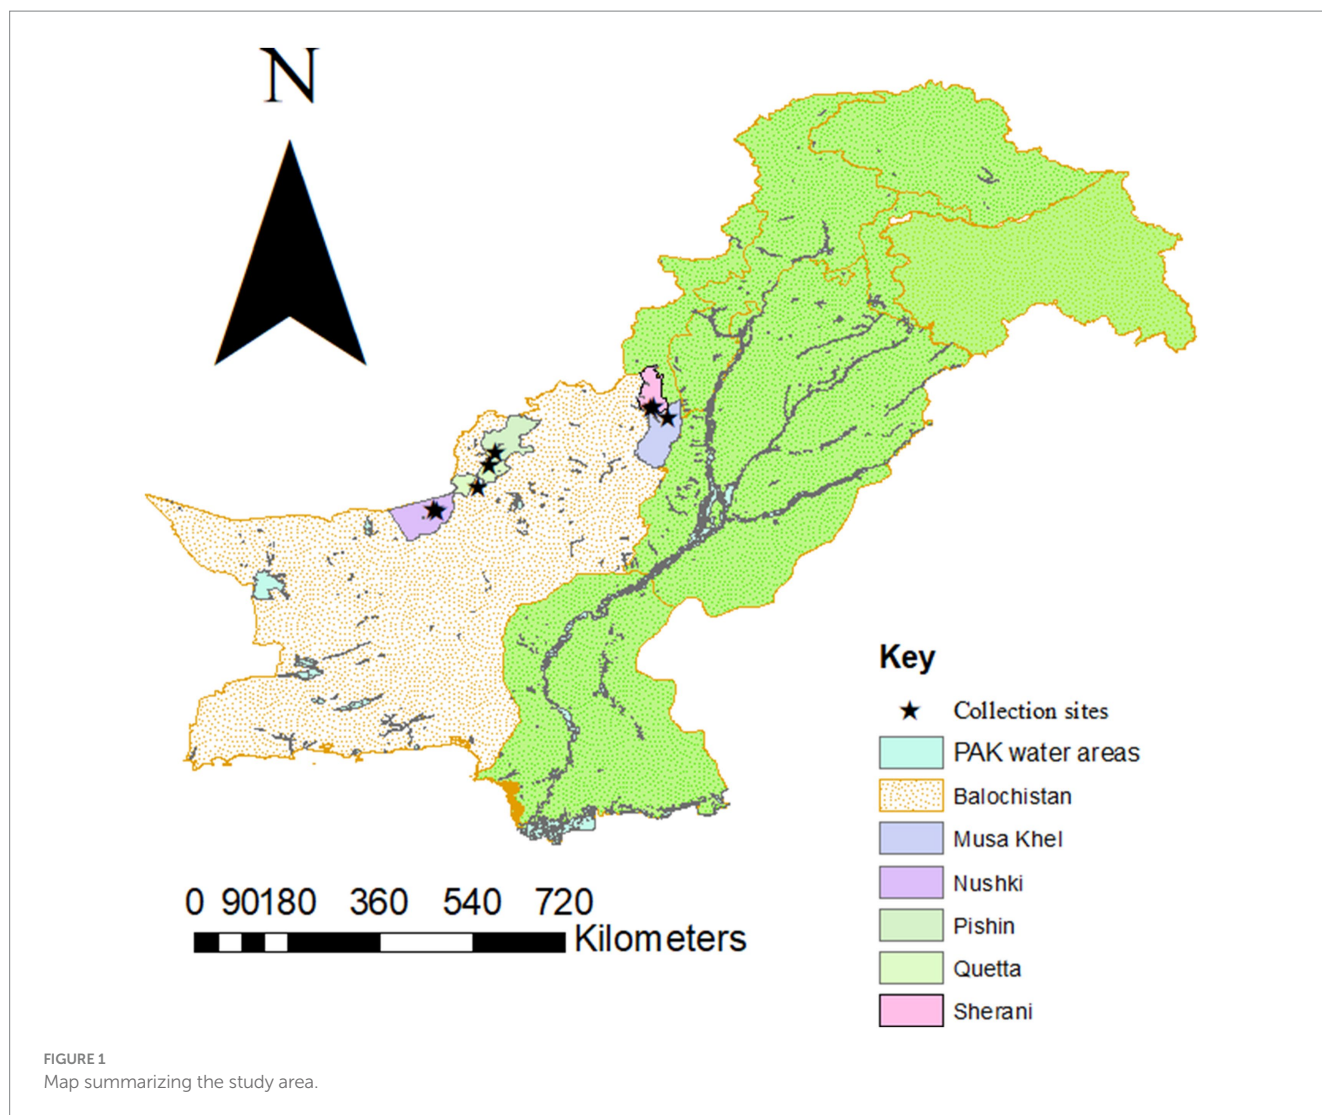 N
Key
Collection sites
PAK water areas
Balochistan
Musa Khel
Nushki
Pishin
Quetta
Sherani
0 90180 360 540 720
Kilometers
FIGURE 1
Map summarizing the study area.